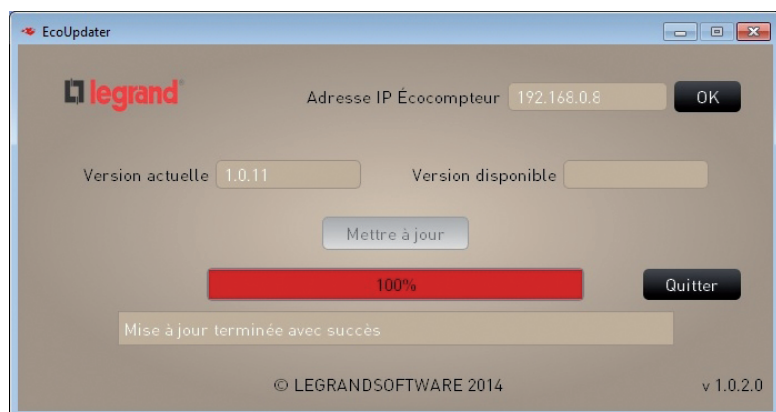 EcoUpdater
legrand®
Adresse IP Écocompteur 192.168.0.8 OK
Version actuelle 1.0.11 Version disponible
Mettre à jour
100%
Quitter
Mise à jour terminée avec succès
© LEGRANDSOFTWARE 2014
v 1.0.2.0